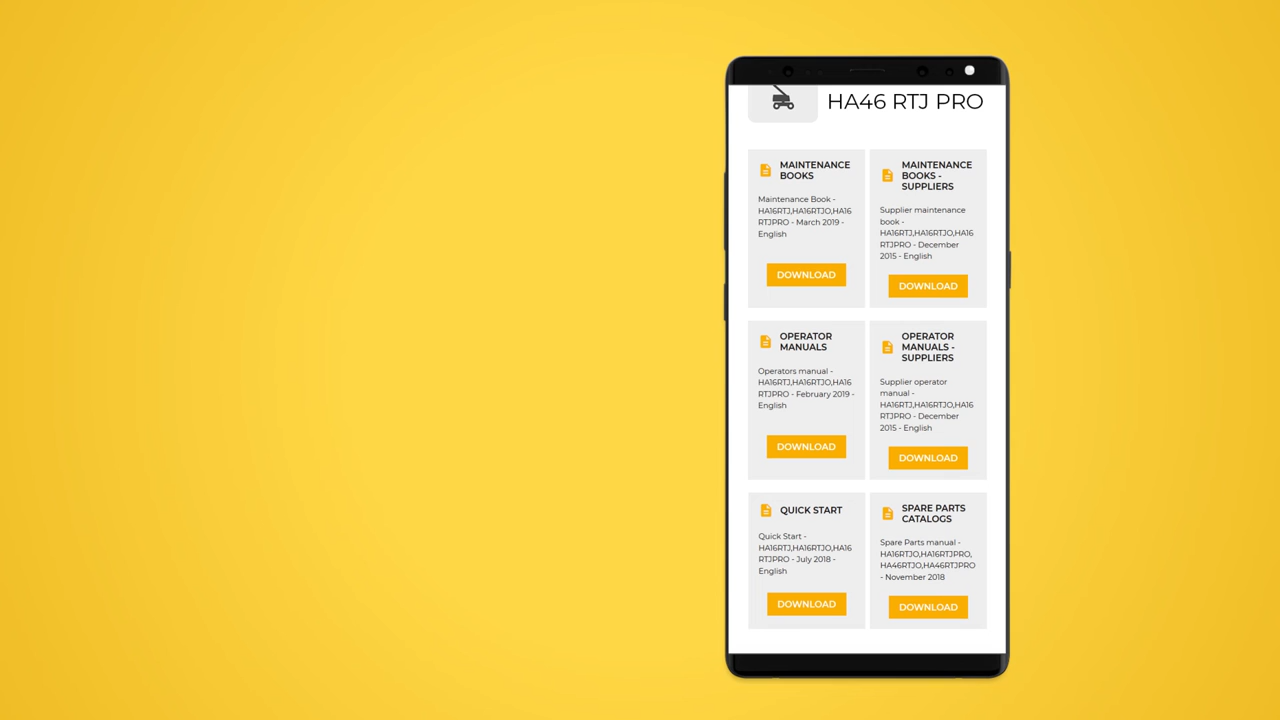 HA46 RTJ PRO
MAINTENANCE
BOOKS
Maintenance Book -
HA16RTJ,HA16RTJO,HA16
RTJPRO - March 2019 -
English
DOWNLOAD
MAINTENANCE
BOOKS -
SUPPLIERS
Supplier maintenance
book -
HA16RTJ,HA16RTJO,HA16
RTJPRO - December
2015 - English
DOWNLOAD
OPERATOR
MANUALS
Operators manual -
HA16RTJ,HA16RTJO,HA16
RTJPRO - February 2019 -
English
DOWNLOAD
OPERATOR
MANUALS -
SUPPLIERS
Supplier operator
manual -
HA16RTJ,HA16RTJO,HA16
RTJPRO - December
2015 - English
DOWNLOAD
QUICK START
Quick Start -
HA16RTJ,HA16RTJO,HA16
RTJPRO - July 2018 -
English
DOWNLOAD
SPARE PARTS
CATALOGS
Spare Parts manual -
HA16RTJO,HA16RTJPRO,
HA46RTJO,HA46RTJPRO
- November 2018
DOWNLOAD